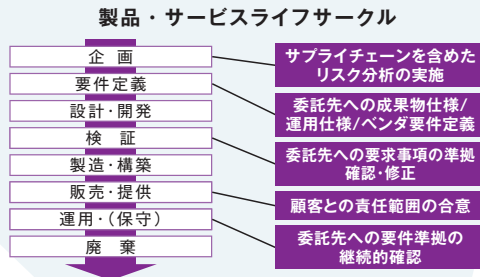 製品・サービスライフサークル
企 画
要件定義
設計・開発
検 証
製造・構築
販売・提供
運用・(保守)
廃 棄
サプライチェーンを含めた
リスク分析の実施
委託先への成果物仕様/
運用仕様/ベンダ要件定義
委託先への要求事項の準拠
確認・修正
顧客との責任範囲の合意
委託先への要件準拠の
継続的確認